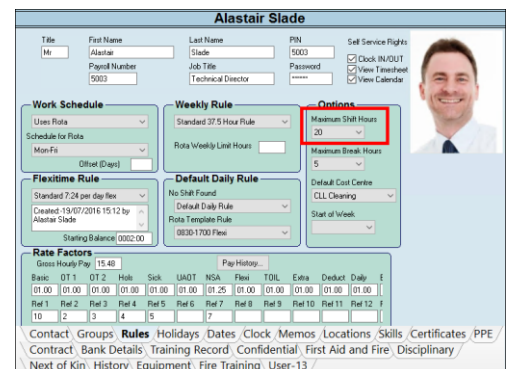 Alastair Slade
Title First Name Last Name PIN Self Service Rights
Mr Alastair Slade 5003 Clock IN/OUT
Payroll Number Job Title Password View Timesheet
5003 Technical Director ****** View Calendar
Work Schedule Weekly Rule Options
Uses Rota Standard 37.5 Hour Rule Maximum Shift Hours
Schedule for Rota Rota Weekly Limit Hours 20
Mon-Fri Maximum Break Hours
Offset (Days) 5
Flexitime Rule Default Daily Rule Default Cost Centre
Standard 7:24 per day flex No Shift Found CLL Cleaning
Created:-19/07/2016 15:12 by Default Daily Rule Start of Week
Alastair Slade Rota Template Rule
Starting Balance 0002:00 0830-1700 Flexi
Rate Factors
Gross Hourly Pay 15.48 Pay History...
Basic OT 1 OT 2 Hols Sick UAOT NSA Flexi TOIL Extra Deduct Daily E
01.00 01.00 01.00 01.00 01.00 01.00 01.25 01.00 01.00 01.00 01.00 01.00
Ref 1 Ref 2 Ref 3 Ref 4 Ref 5 Ref 6 Ref 7 Ref 8 Ref 9 Ref 10 Ref 11 Ref 12 F
10 2 3 4 5 7
Contact Groups Rules Holidays Dates Clock Memos Locations Skills Certificates PPE
Contract Bank Details Training Record Confidential First Aid and Fire Disciplinary
Next of Kin History Equipment Fire Training User-13